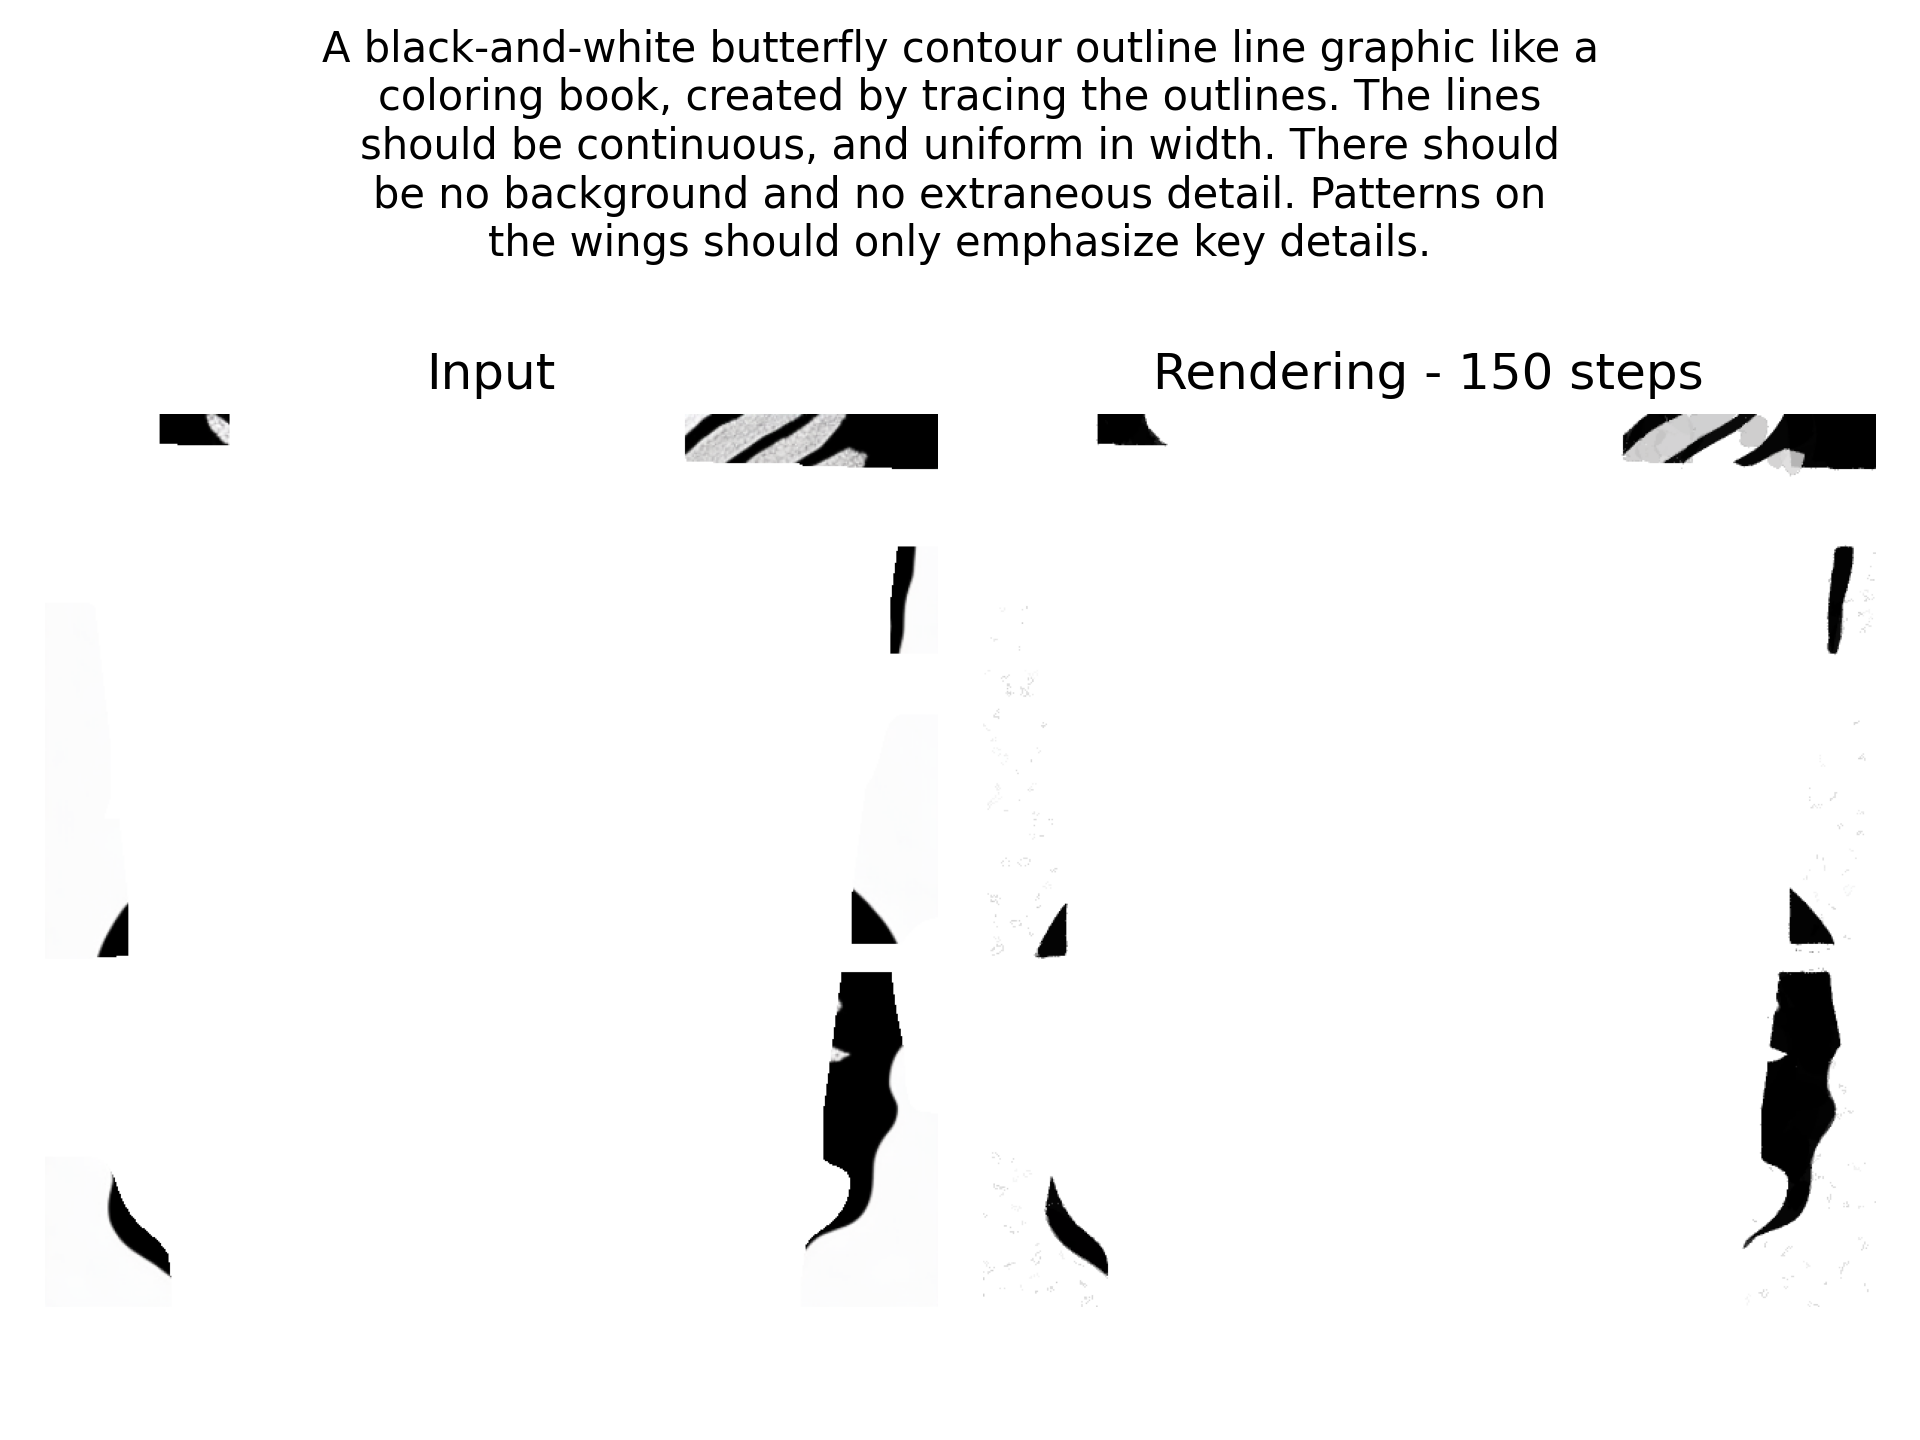 A black-and-white butterfly contour outline line graphic like a
coloring book, created by tracing the outlines. The lines
should be continuous, and uniform in width. There should
be no background and no extraneous detail. Patterns on
the wings should only emphasize key details.
Input
Rendering - 150 steps